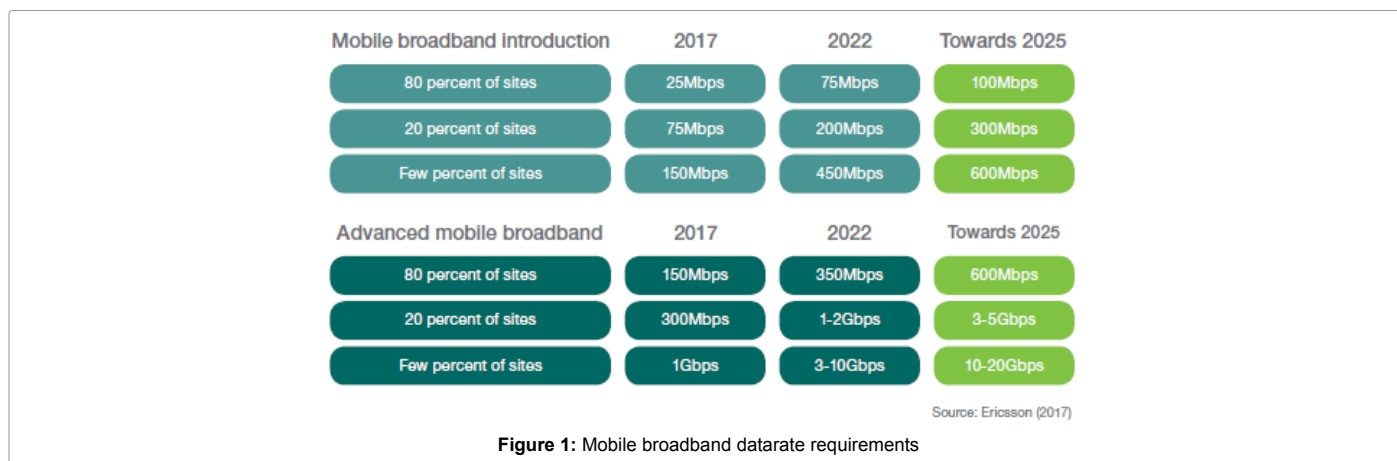 Mobile broadband introduction 2017 2022 Towards 2025
80 percent of sites 25Mbps 75Mbps 100Mbps
20 percent of sites 75Mbps 200Mbps 300Mbps
Few percent of sites 150Mbps 450Mbps 600Mbps
Advanced mobile broadband 2017 2022 Towards 2025
80 percent of sites 150Mbps 350Mbps 600Mbps
20 percent of sites 300Mbps 1-2Gbps 3-5Gbps
Few percent of sites 1Gbps 3-10Gbps 10-20Gbps
Source: Ericsson (2017)
Figure 1: Mobile broadband datarate requirements